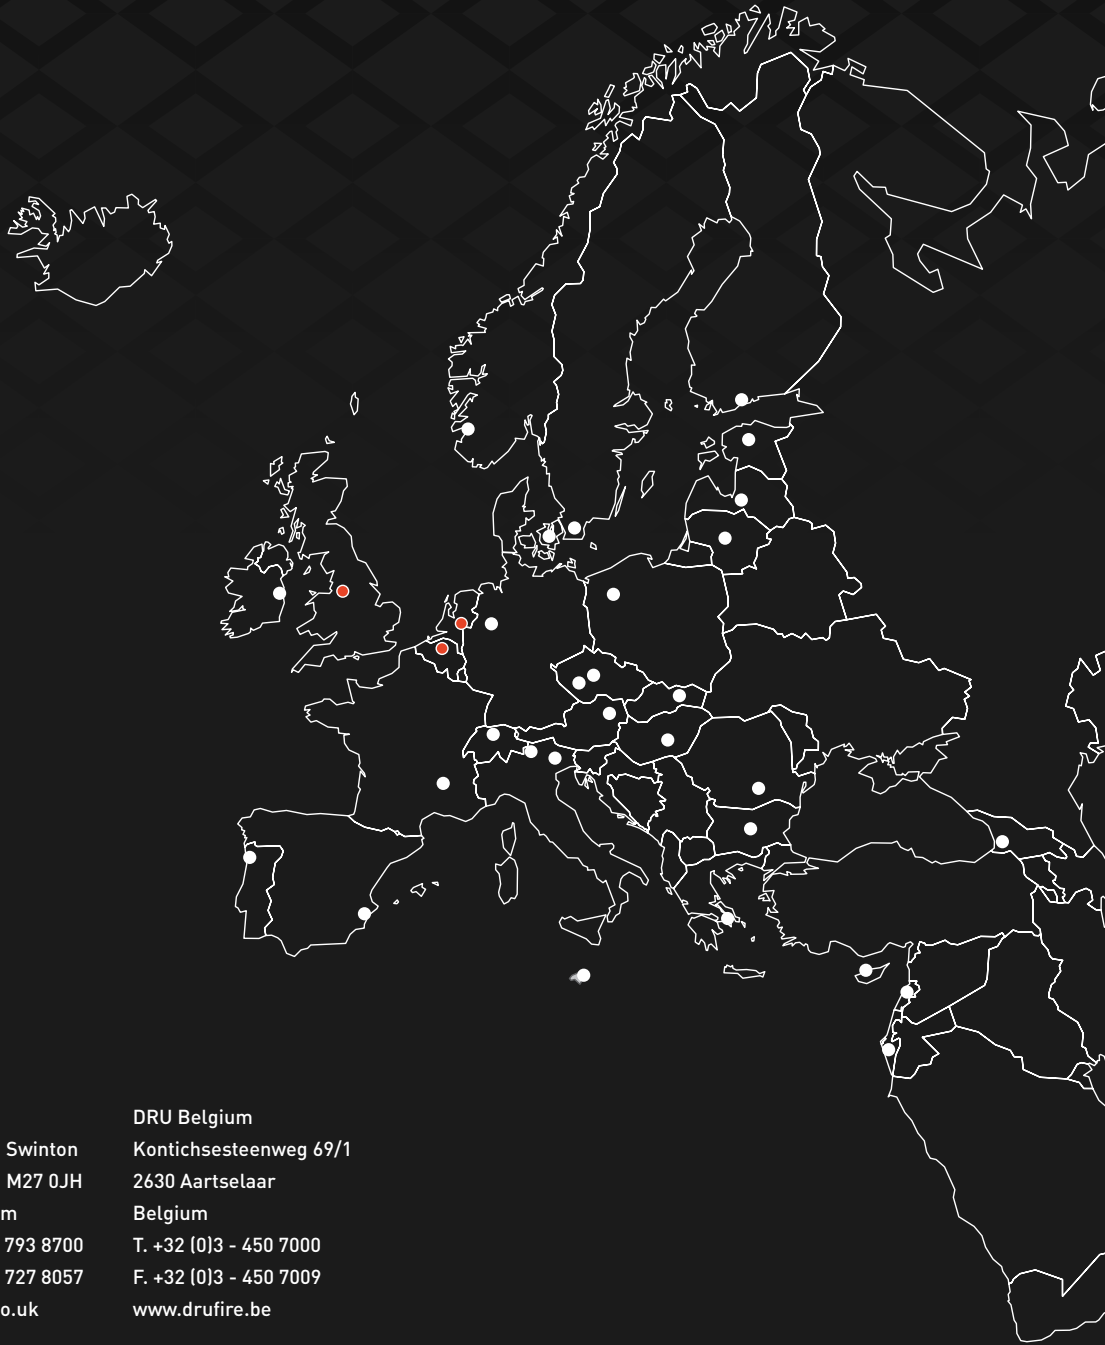 Swinton
M27 0JH
m
793 8700
727 8057
o.uk
DRU Belgium
Kontichsesteenweg 69/1
2630 Aartselaar
Belgium
T. +32 (0)3 - 450 7000
F. +32 (0)3 - 450 7009
www.drufire.be